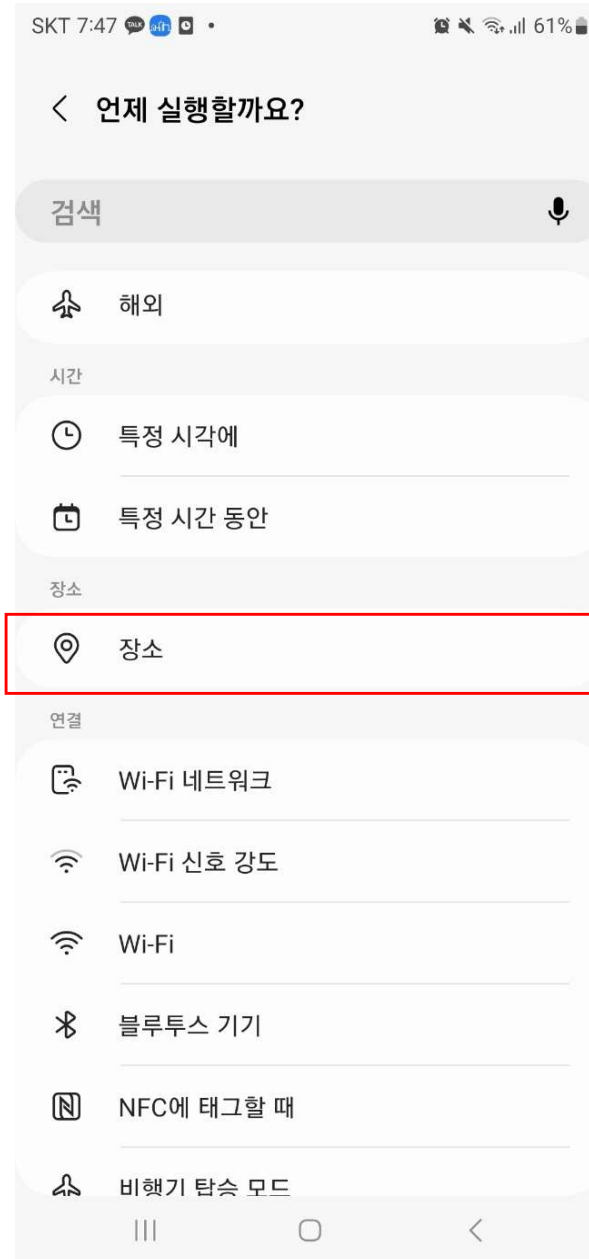 SKT 7:47 TALK 61%
언제 실행할까요?
검색
해외
시간
특정 시각에
특정 시간 동안
장소
장소
연결
Wi-Fi 네트워크
Wi-Fi 신호 강도
Wi-Fi
블루투스 기기
NFC에 태그할 때
비행기 탑승 모드